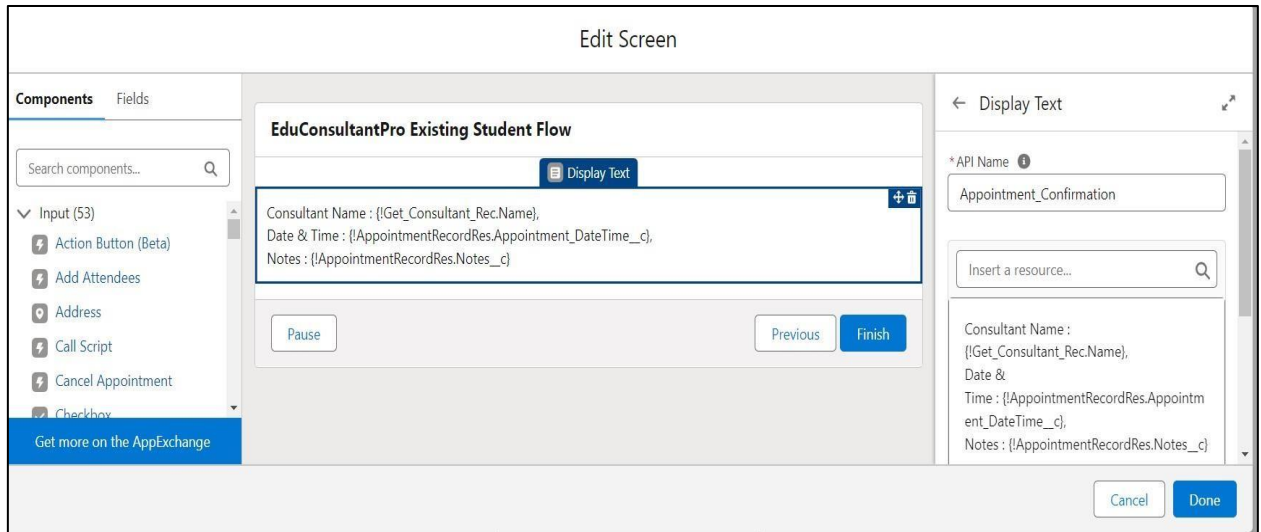 Edit Screen
Components Fields
Search components...
Input (53)
Action Button (Beta)
Add Attendees
Address
Call Script
Cancel Appointment
Checkbox
Get more on the AppExchange
EduConsultantPro Existing Student Flow
Display Text
Consultant Name : {!Get_Consultant_Rec.Name},
Date & Time : {!AppointmentRecordRes.Appointment_DateTime__c},
Notes : {!AppointmentRecordRes.Notes__c}
Pause Previous Finish
Display Text
*API Name
Appointment_Confirmation
Insert a resource...
Consultant Name :
{!Get_Consultant_Rec.Name},
Date &
Time : {!AppointmentRecordRes.Appointm
ent_DateTime__c},
Notes : {!AppointmentRecordRes.Notes__c}
Cancel Done